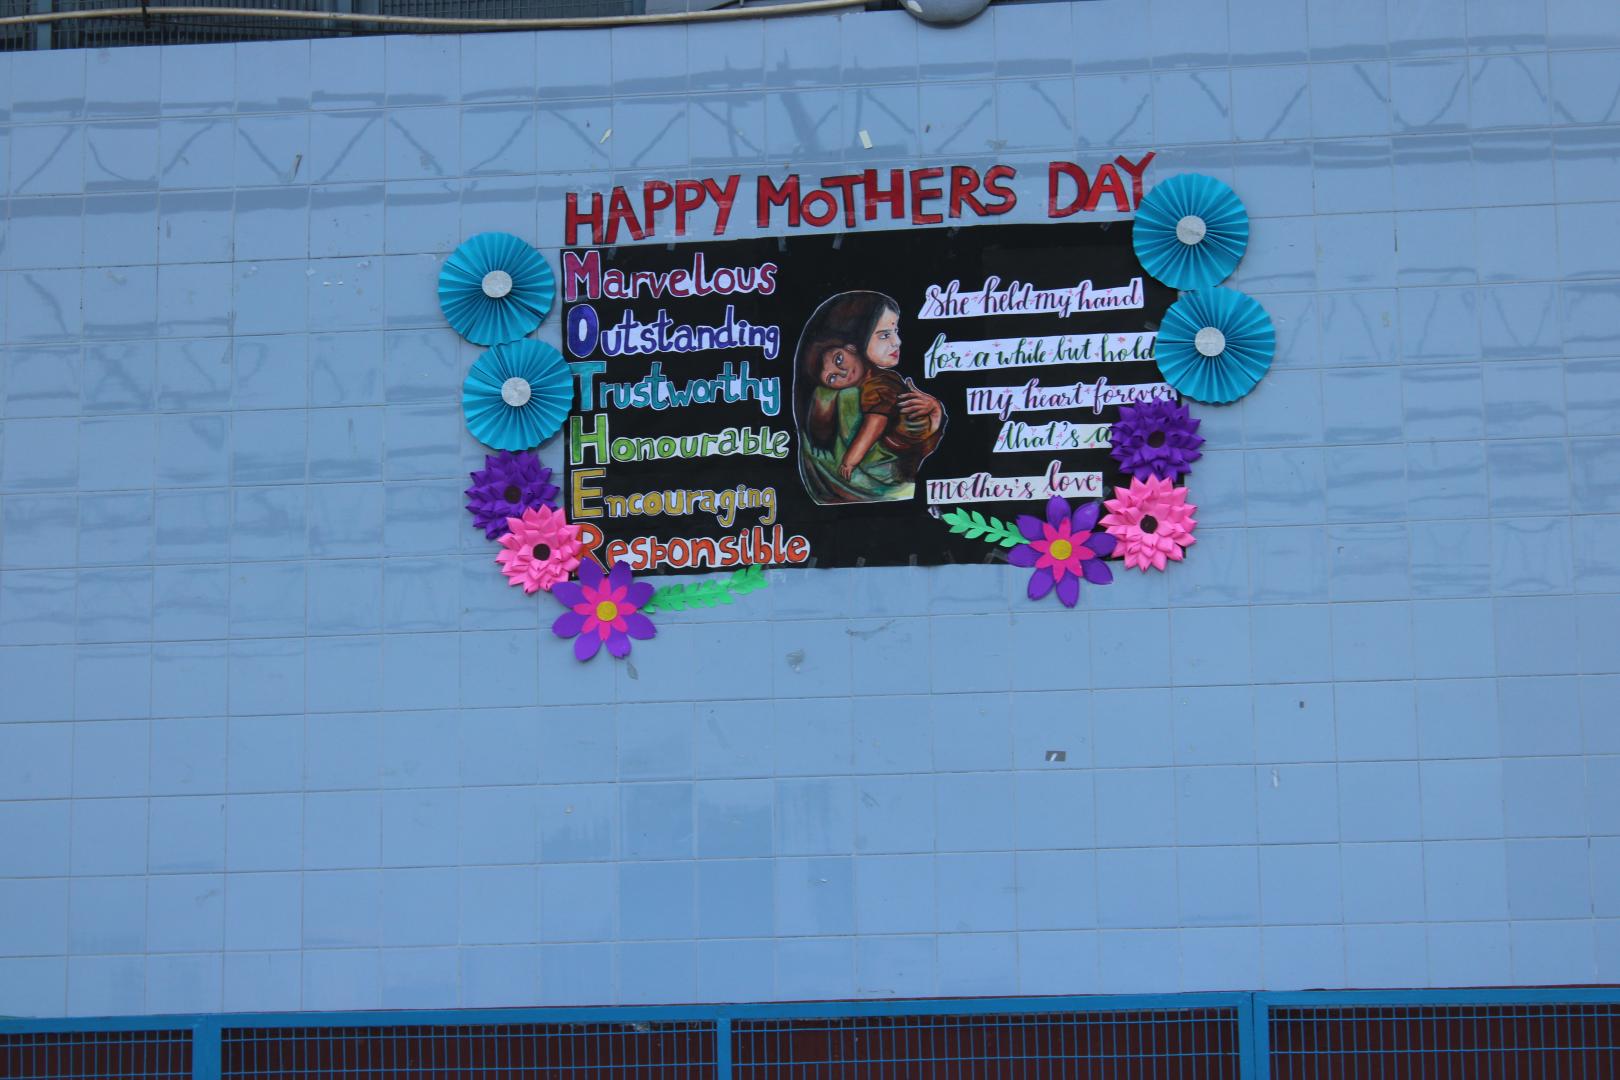 HAPPY MOTHERS DAY
Marvelous
Outstanding
Trustworthy
Honourable
Encouraging
Responsible
She held my hand
for a while but hold
my heart forever
that's a
mother's love